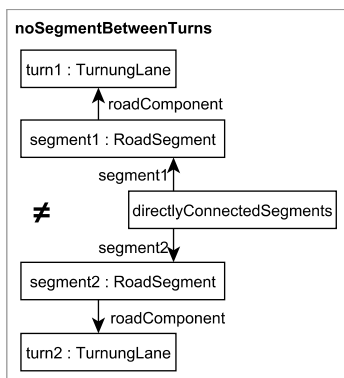 noSegmentBetweenTurns
turn1 : TurnungLane
roadComponent
segment1 : RoadSegment
segment1
≠
directlyConnectedSegments
segment2
segment2 : RoadSegment
roadComponent
turn2 : TurnungLane